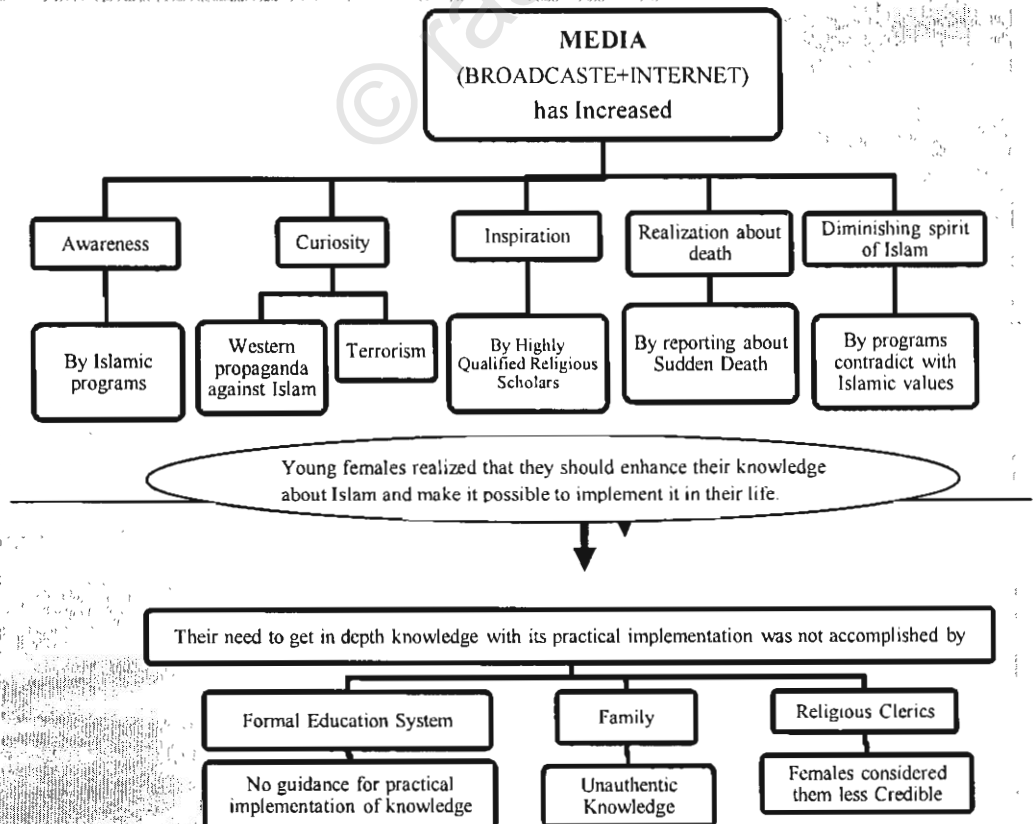 MEDIA
(BROADCASTE+INTERNET)
has Increased
Awareness
Curiosity
Inspiration
Realization about
death
Diminishing spirit
of Islam
By Islamic
programs
Western
propaganda
against Islam
Terrorism
By Highly
Qualified Religious
Scholars
By reporting about
Sudden Death
By programs
contradict with
Islamic values
Young females realized that they should enhance their knowledge
about Islam and make it possible to implement it in their life.
Their need to get in depth knowledge with its practical implementation was not accomplished by
Formal Education System
Family
Religious Clerics
No guidance for practical
implementation of knowledge
Unauthentic
Knowledge
Females considered
them less Credible